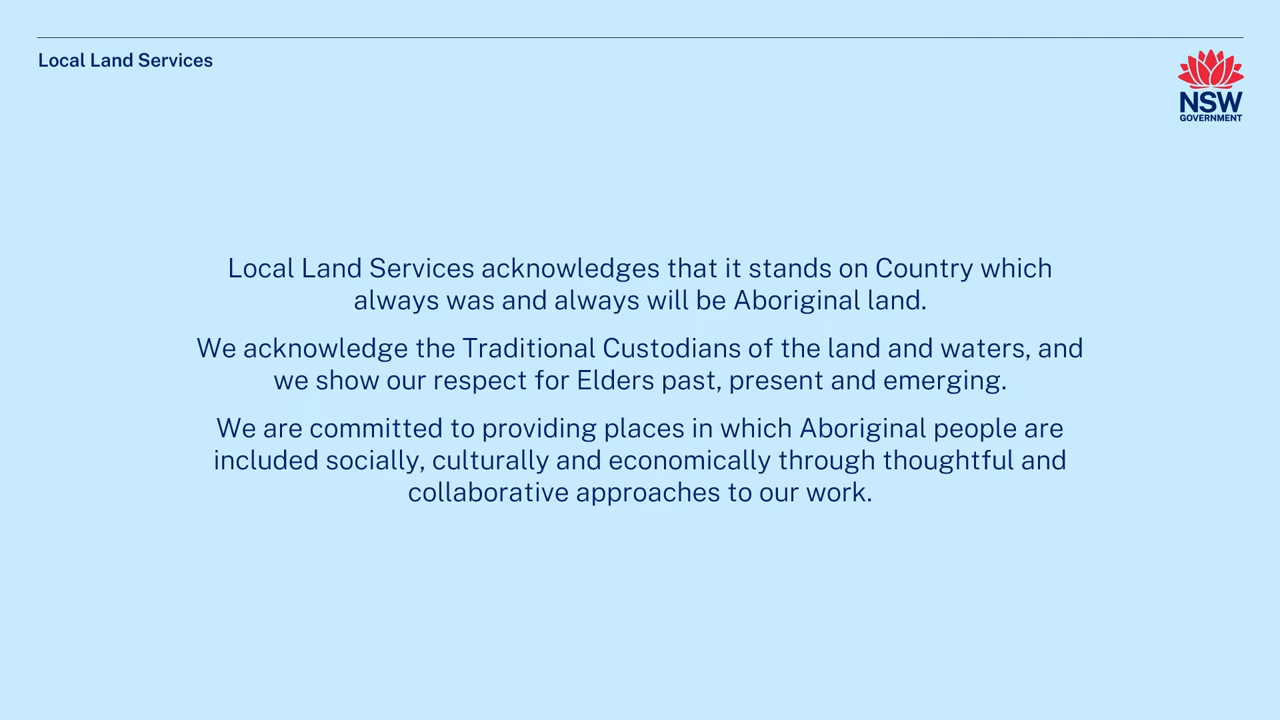 Local Land Services
NSW
GOVERNMENT
Local Land Services acknowledges that it stands on Country which
always was and always will be Aboriginal land.
We acknowledge the Traditional Custodians of the land and waters, and
we show our respect for Elders past, present and emerging.
We are committed to providing places in which Aboriginal people are
included socially, culturally and economically through thoughtful and
collaborative approaches to our work.